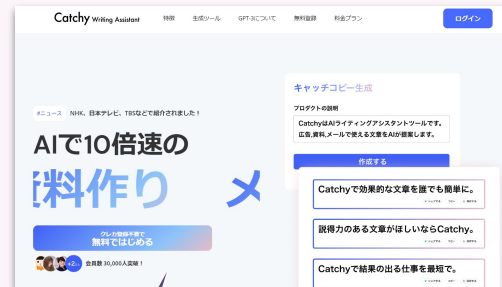 Catchy Writing Assistant
特徴
生成ツール
GPT-3について
無料登録
料金プラン
ログイン
#ニュース NHK、日本テレビ、TBSなどで紹介されました！
AIで10倍速の
資料作り メ
クレカ登録不要で
無料ではじめる
会員数 30,000人突破！
キャッチコピー生成
プロダクトの説明
CatchyはAIライティングアシスタントツールです。
広告,資料,メールで使える文章をAIが提案します。
作成する
Catchyで効果的な文章を誰でも簡単に。
説得力のある文章がほしいならCatchy。
Catchyで結果の出る仕事を最短で。